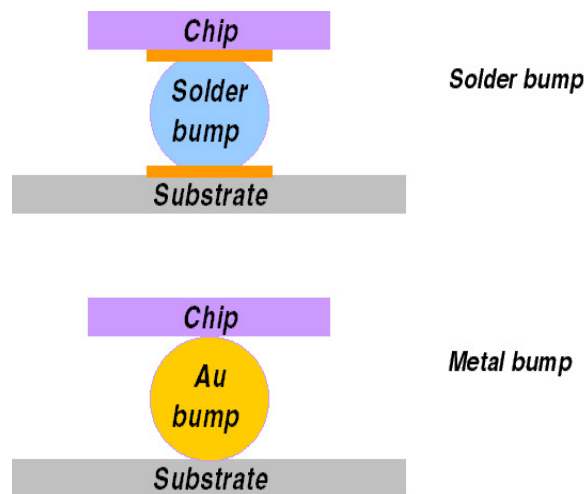 Chip
Solder
bump
Solder bump
Substrate
Chip
Au
bump
Metal bump
Substrate